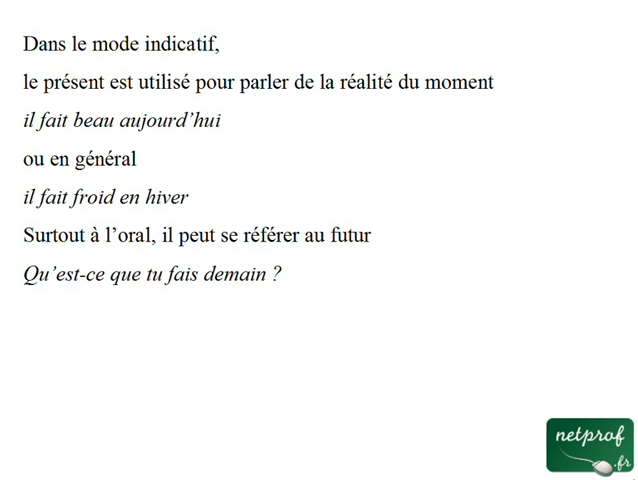 Dans le mode indicatif,
le présent est utilisé pour parler de la réalité du moment
il fait beau aujourd’hui
ou en général
il fait froid en hiver
Surtout à l’oral, il peut se référer au futur
Qu’est-ce que tu fais demain ?
netprof
.fr